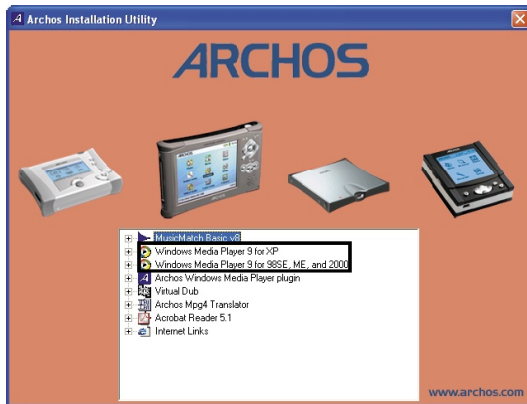 Archos Installation Utility
ARCHOS
MusicMatch Basic v8
Windows Media Player 9 for XP
Windows Media Player 9 for 98SE, ME, and 2000
Archos Windows Media Player plugin
Virtual Dub
Archos Mpg4 Translator
Acrobat Reader 5.1
Internet Links
www.archos.com